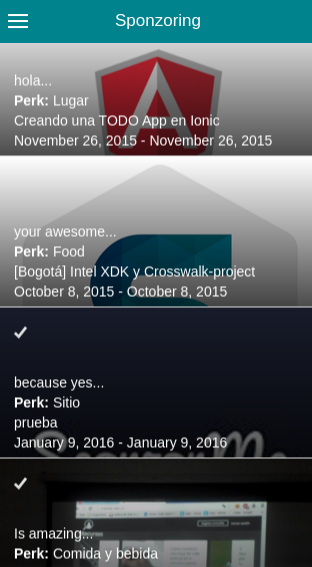 Sponzoring
hola...
Perk: Lugar
Creando una TODO App en Ionic
November 26, 2015 - November 26, 2015
your awesome...
Perk: Food
[Bogotá] Intel XDK y Crosswalk-project
October 8, 2015 - October 8, 2015
because yes...
Perk: Sitio
prueba
January 9, 2016 - January 9, 2016
Is amazing...
Perk: Comida y bebida